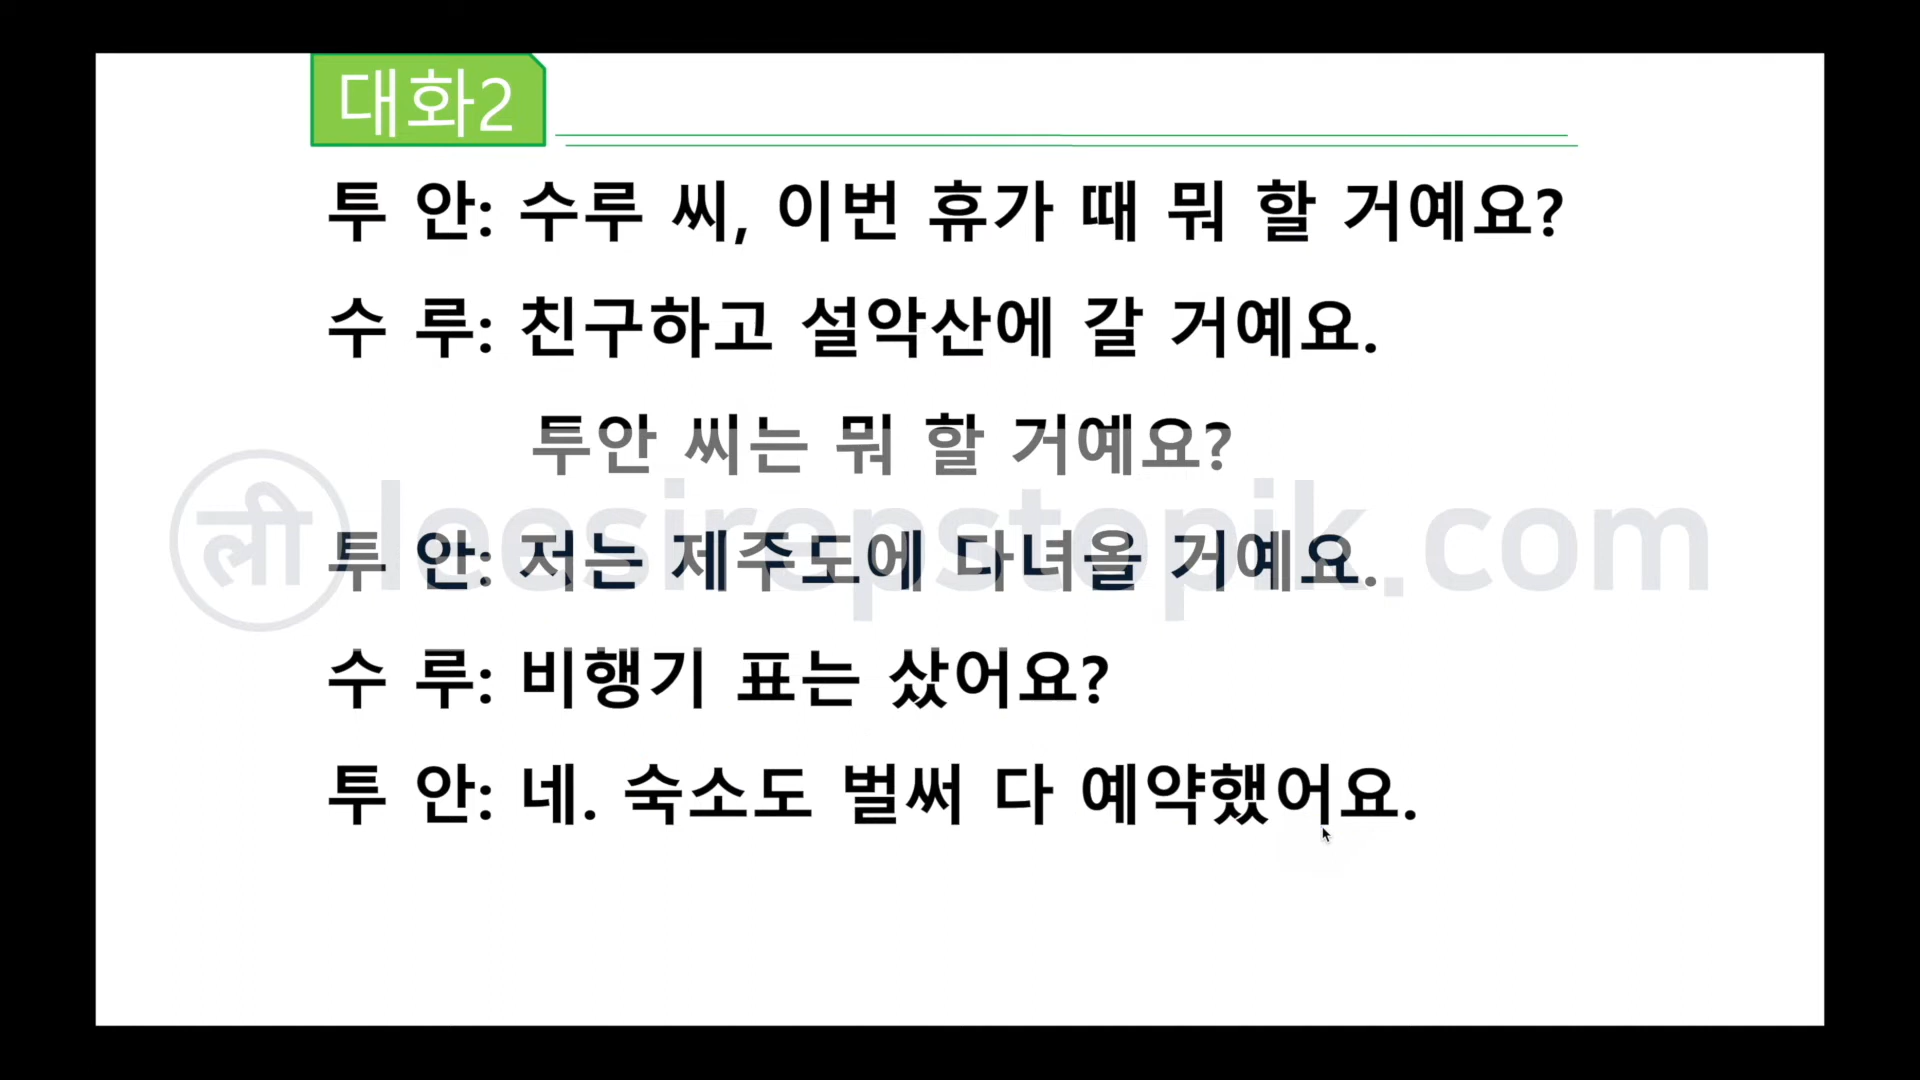 대화2
투 안: 수루 씨, 이번 휴가 때 뭐 할 거예요?
수 루: 친구하고 설악산에 갈 거예요.
투안 씨는 뭐 할 거예요?
ली leesirepstopik.com
투 안: 저는 제주도에 다녀올 거예요.
수 루: 비행기 표는 샀어요?
투 안: 네. 숙소도 벌써 다 예약했어요.